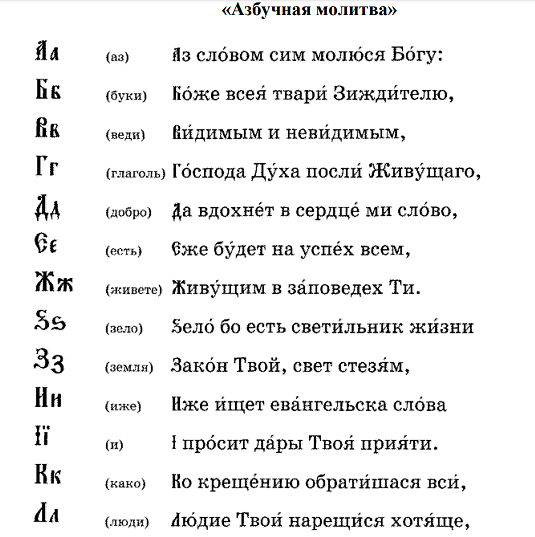 «Азбучная молитва»
Аа (аз) Аз сло́вом сим молю́ся Бо́гу:
Бб (буки) Бо́же всея́ твари́ Зижди́телю,
Вв (веди) Ви́димым и неви́димым,
Гг (глаголь) Го́спода Ду́ха посли́ Живу́щаго,
Дд (добро) Да вдохне́т в сердце́ ми сло́во,
Єє (есть) Єже бу́дет на успе́х всем,
Жж (живете) Живу́щим в за́поведех Ти.
Ѕѕ (зело) Ѕело́ бо есть свети́льник жи́зни
Зз (земля) Зако́н Твой, свет стезя́м,
Ии (иже) Иже и́щет ева́нгельска сло́ва
Її (и) І про́сит да́ры Твоя́ прия́ти.
Кк (како) Ко креще́нию обрати́шася вси́,
Лл (люди) Лю́дие Твои́ нарещи́ся хотя́ще,